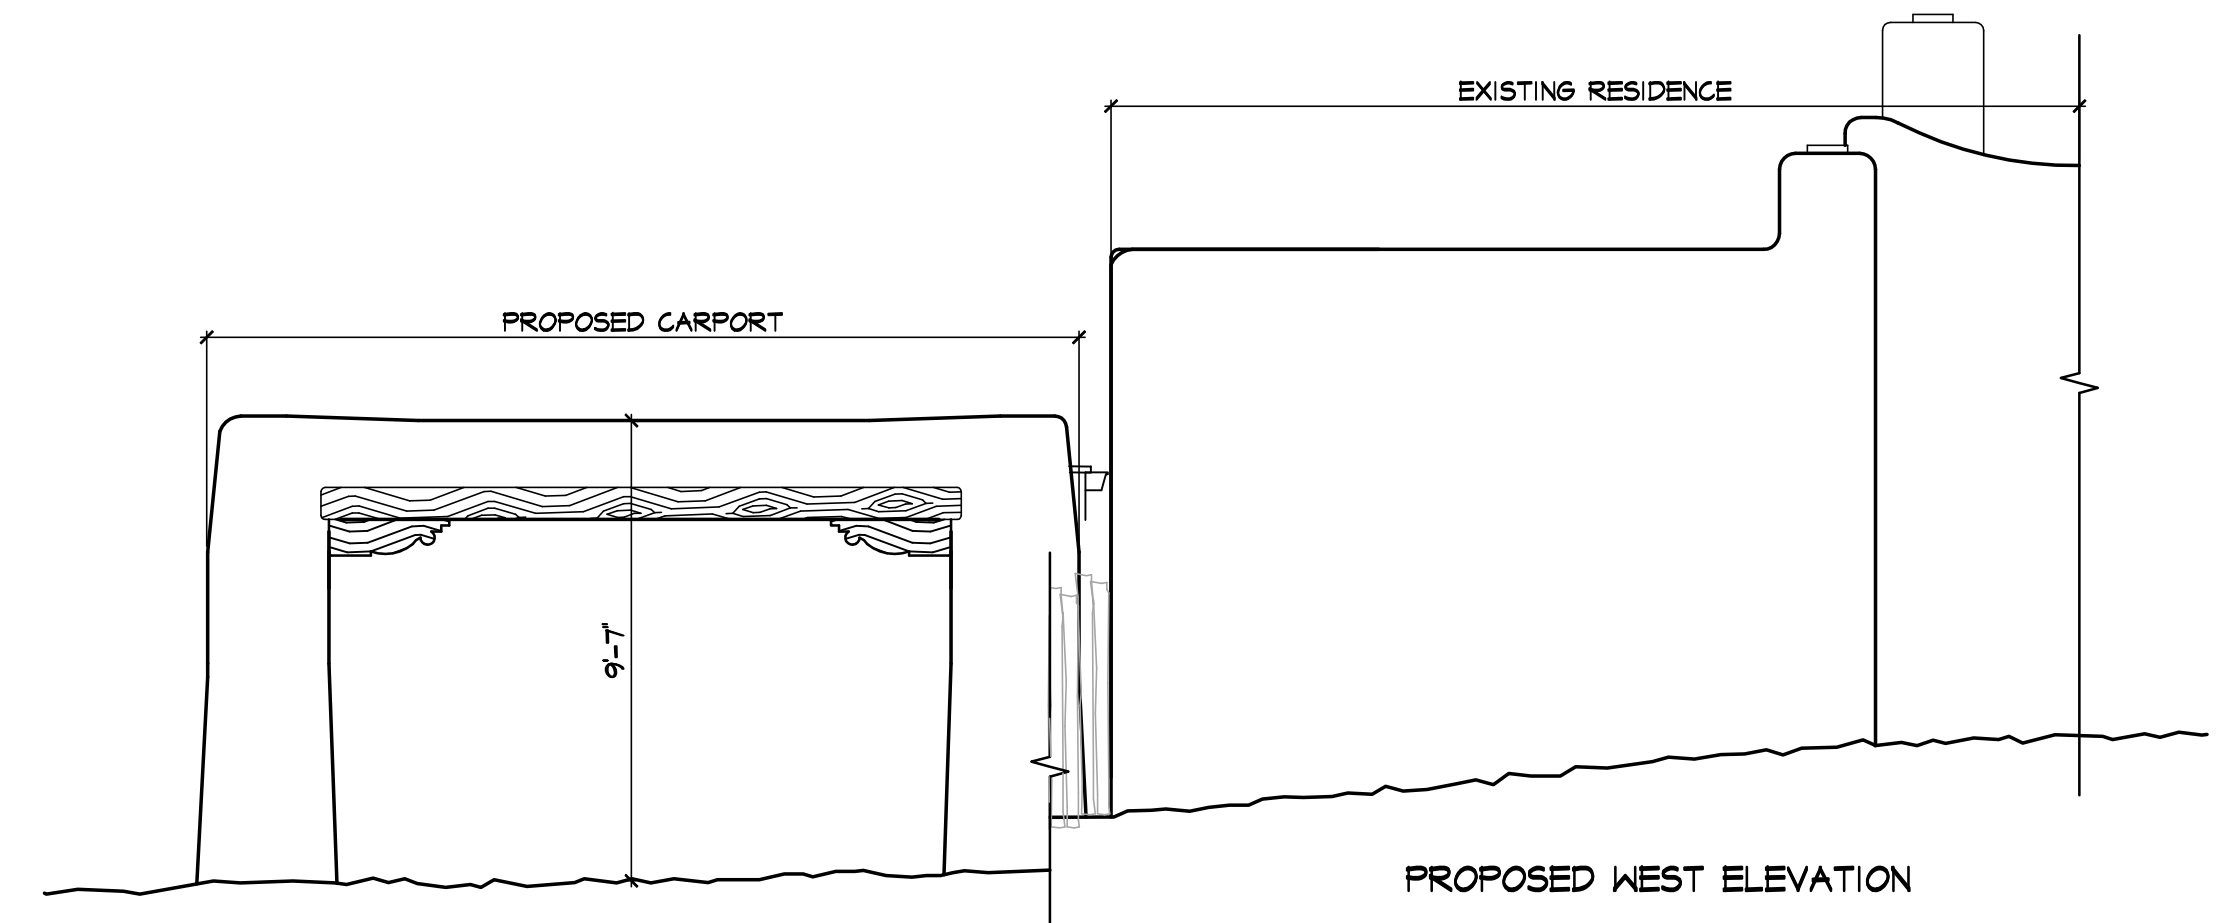 EXISTING RESIDENCE
PROPOSED CARPORT
9'-7"
PROPOSED WEST ELEVATION